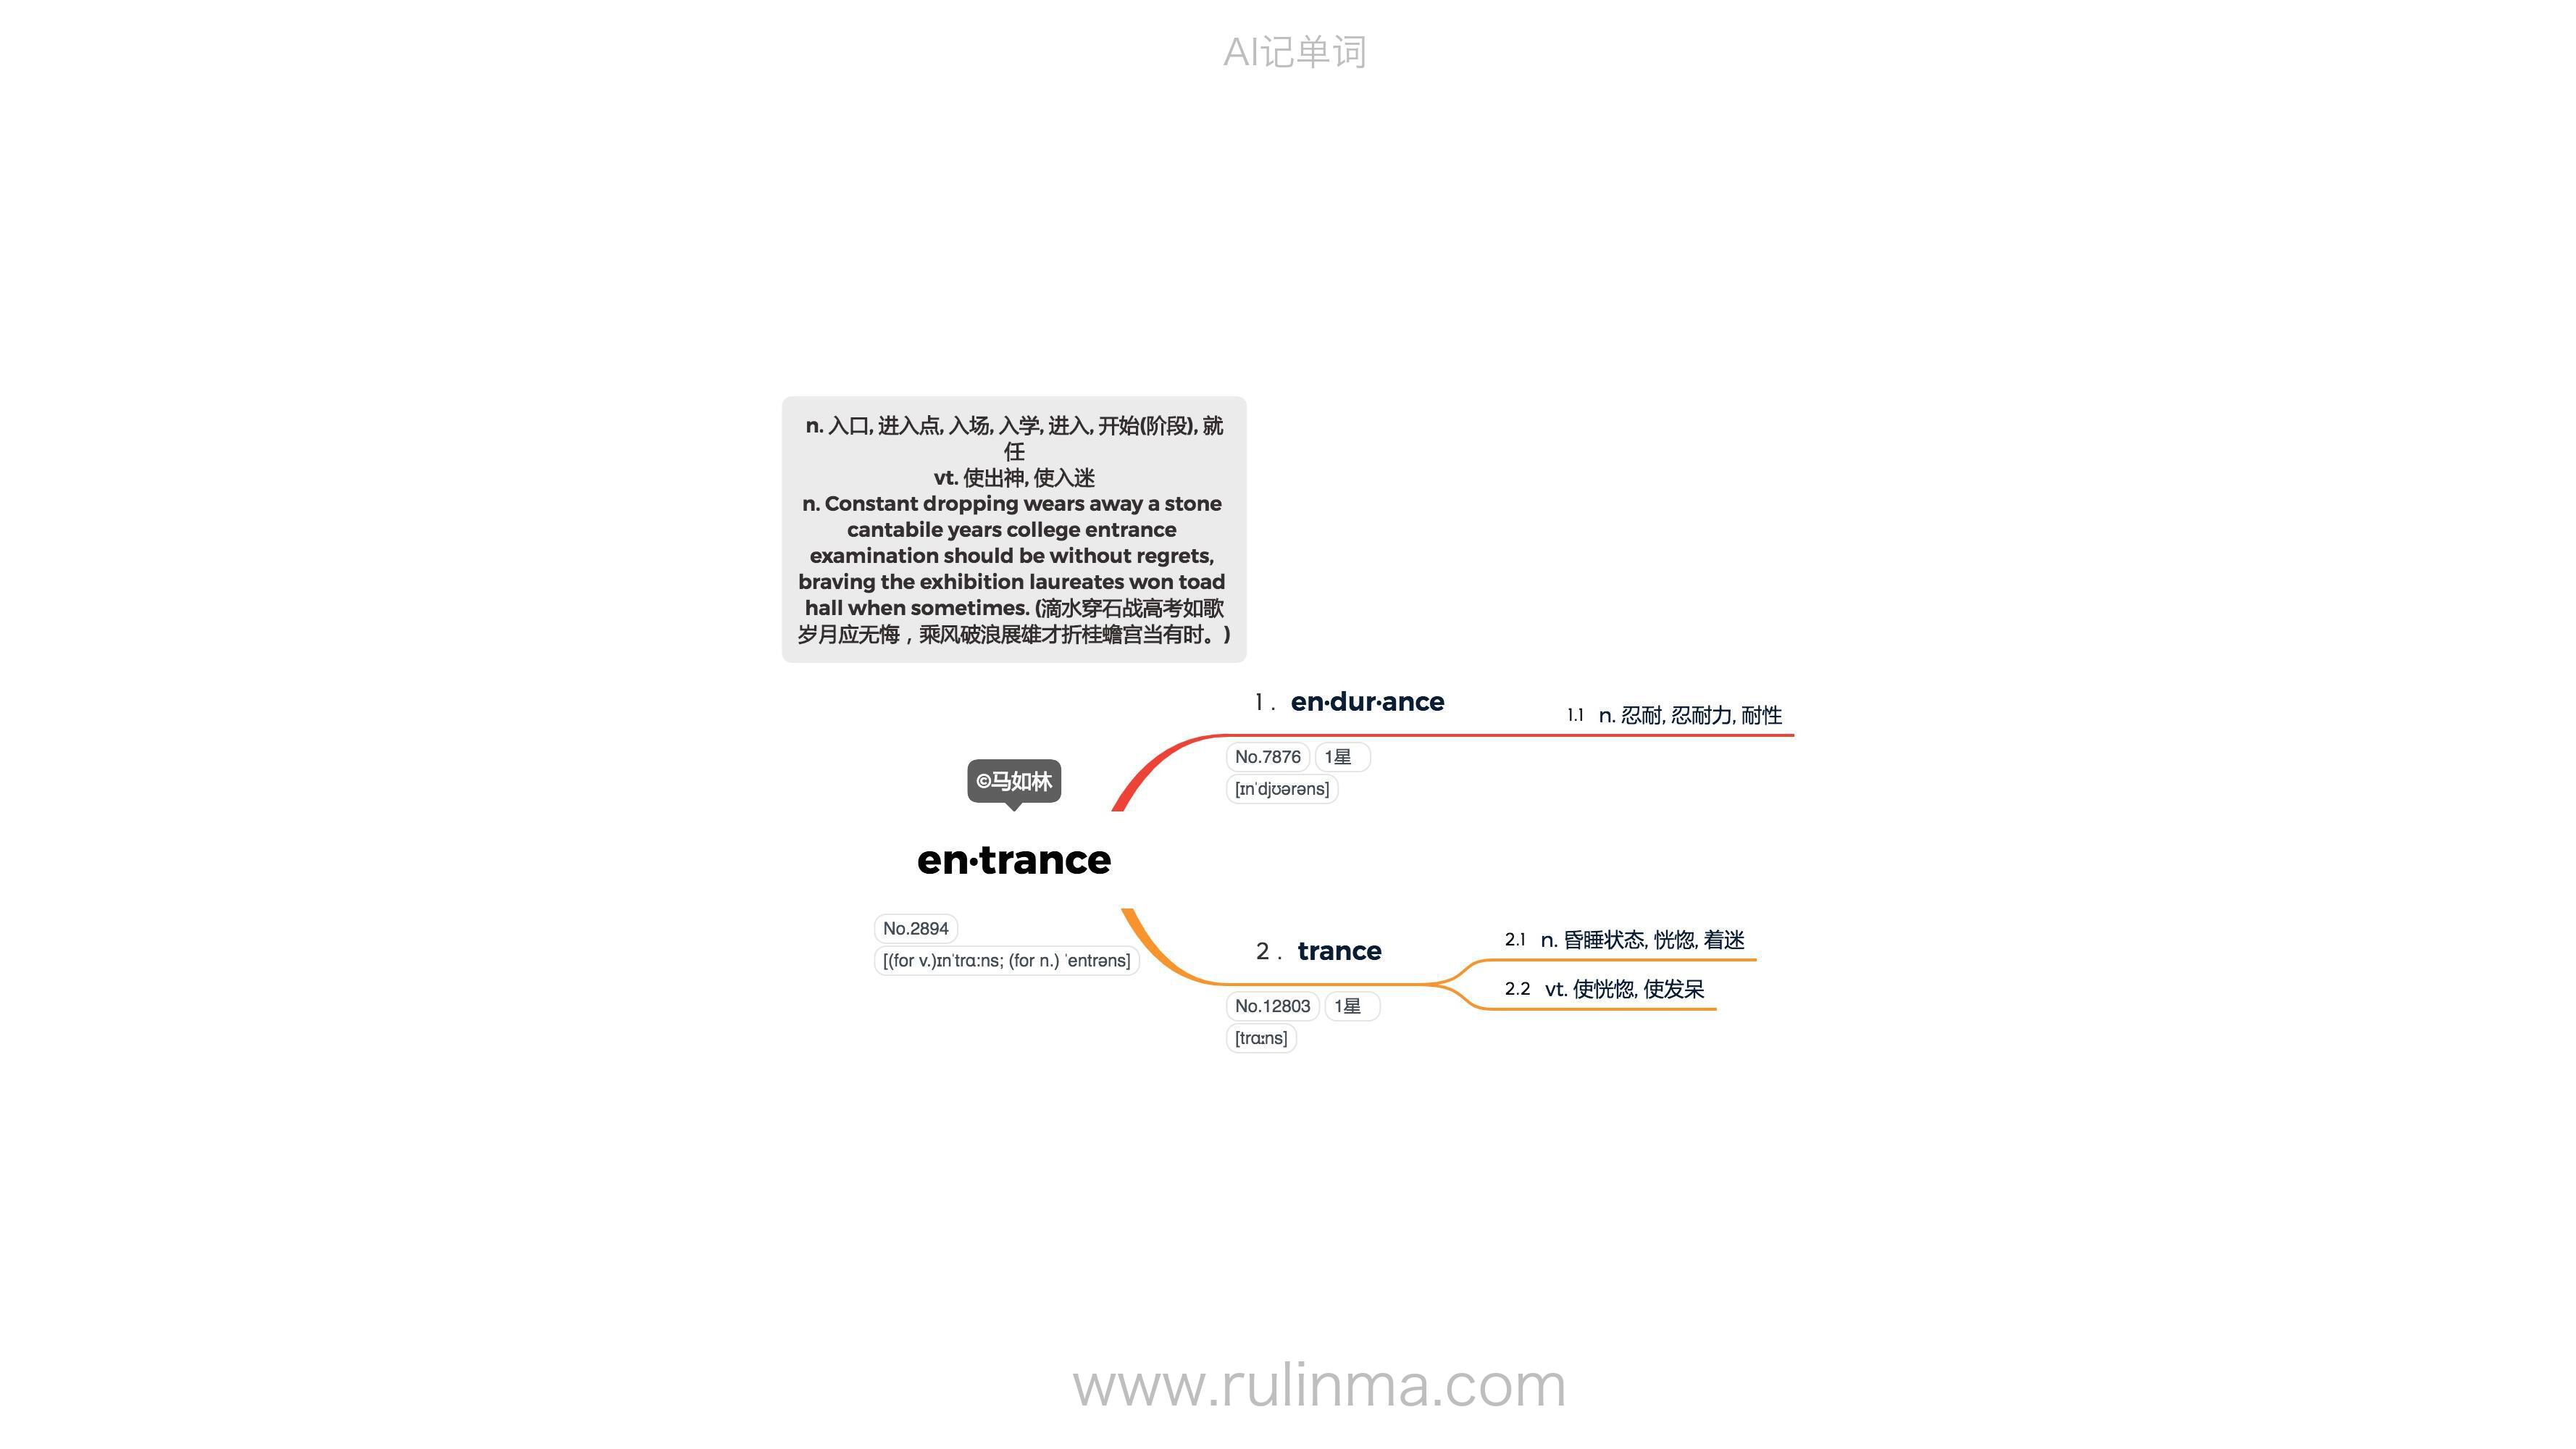 AI记单词
n. 入口, 进入点, 入场, 入学, 进入, 开始(阶段), 就
任
vt. 使出神, 使入迷
n. Constant dropping wears away a stone
cantabile years college entrance
examination should be without regrets,
braving the exhibition laureates won toad
hall when sometimes. (滴水穿石战高考如歌
岁月应无悔，乘风破浪展雄才折桂蟾宫当有时。)
1 . en·dur·ance
1.1 n. 忍耐, 忍耐力, 耐性
No.7876 1星
[ɪnˈdjʊərəns]
©马如林
en·trance
No.2894
[(for v.)ɪnˈtrɑ:ns; (for n.) ˈentrəns]
2 . trance
2.1 n. 昏睡状态, 恍惚, 着迷
2.2 vt. 使恍惚, 使发呆
No.12803 1星
[trɑːns]
www.rulinma.com